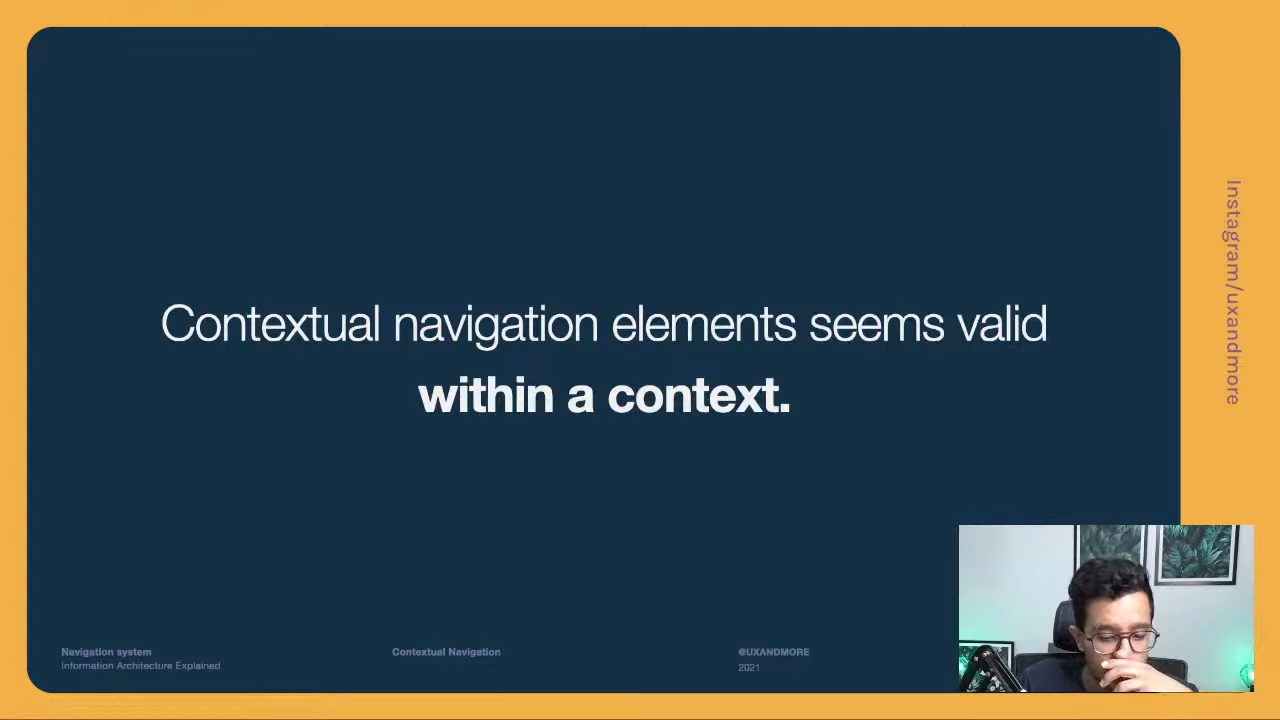 Contextual navigation elements seems valid
within a context.
Instagram/uxandmore
Navigation system
Information Architecture Explained
Contextual Navigation
@UXANDMORE
2021